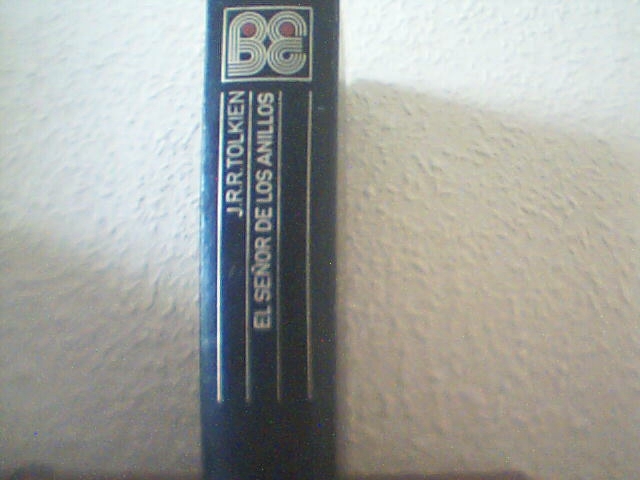 J.R.R.TOLKIEN
EL SEÑOR DE LOS ANILLOS